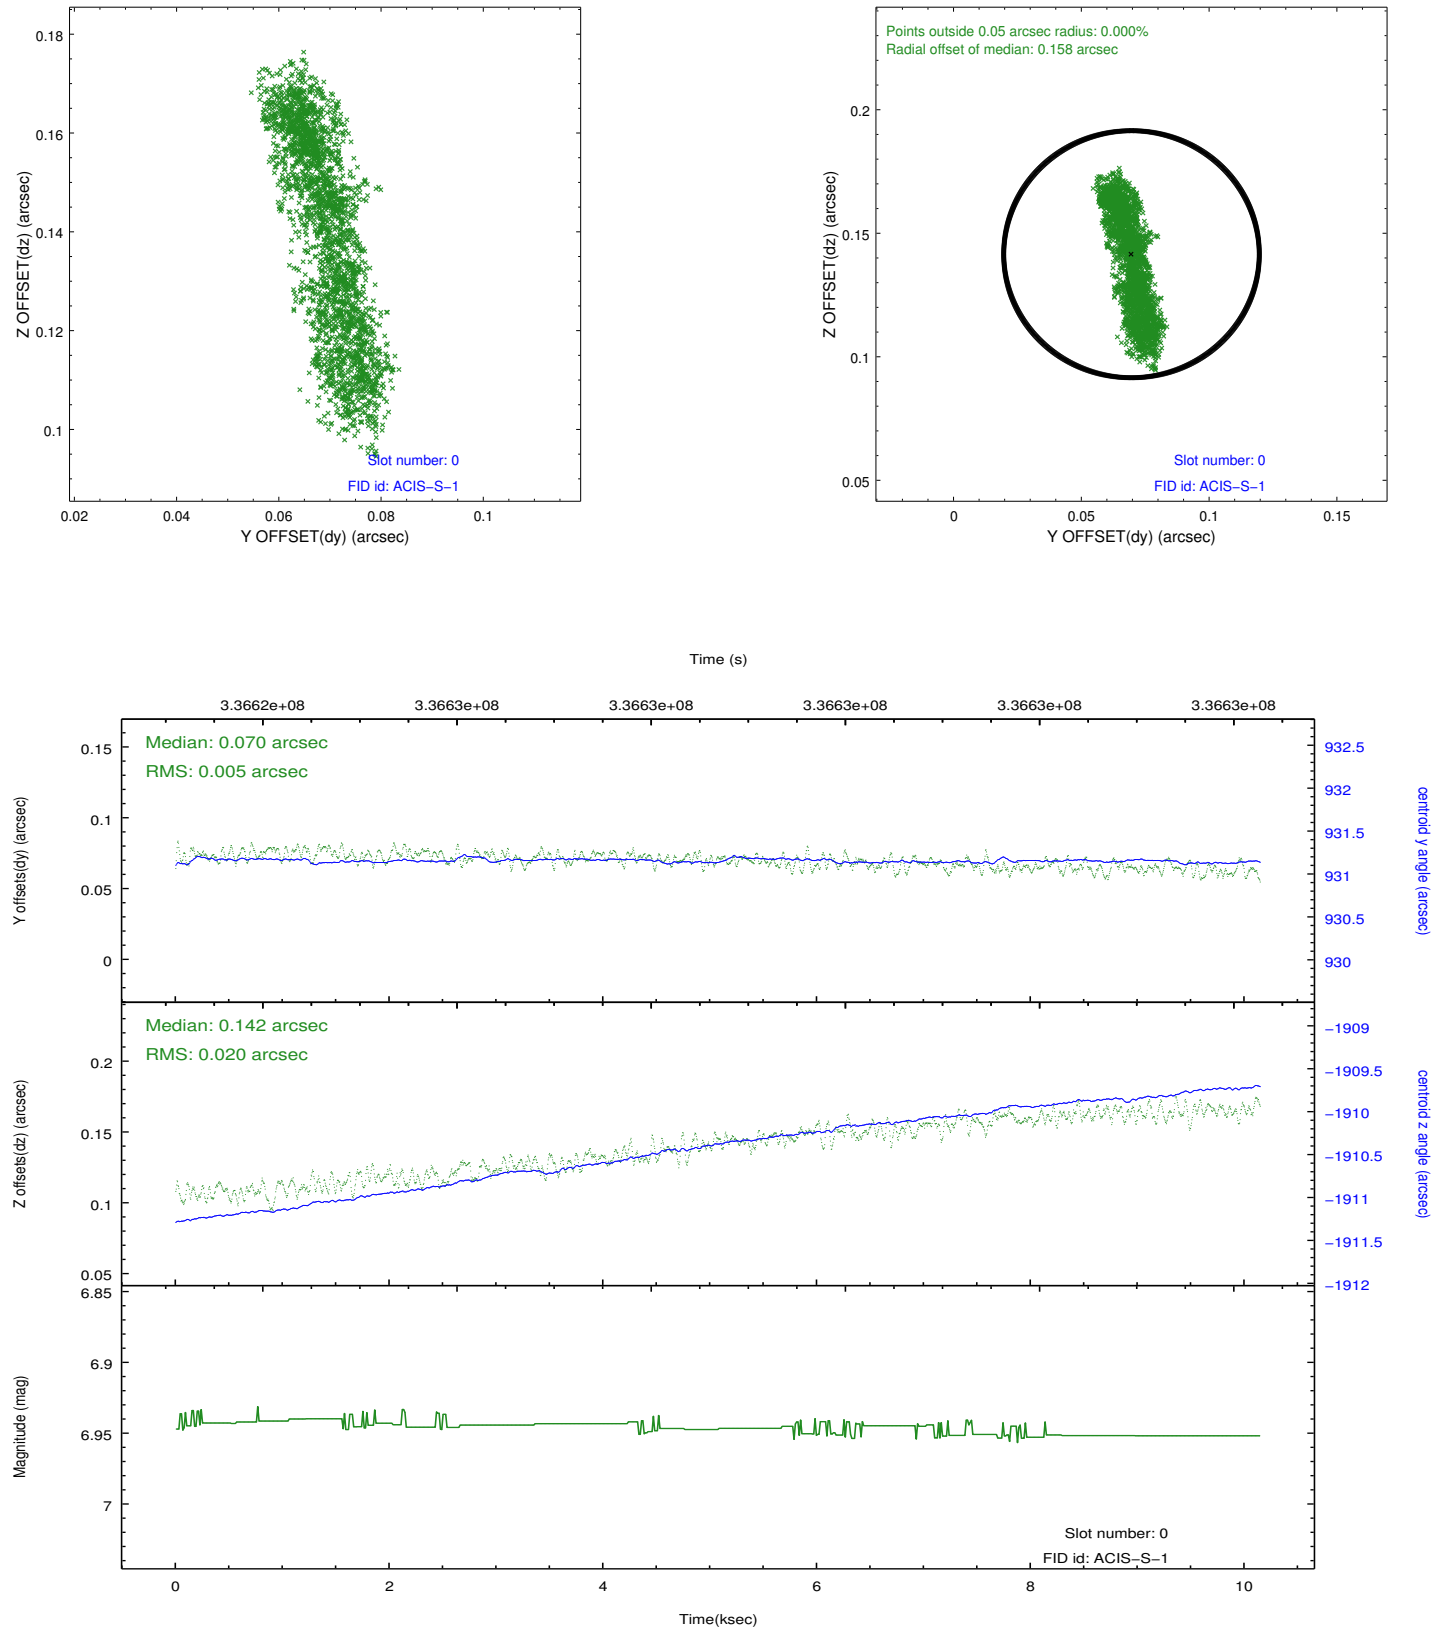 0.18
0.16
0.14
0.12
0.1
Z OFFSET(dz) (arcsec)
Slot number: 0
FID id: ACIS−S−1
0.02 0.04 0.06 0.08 0.1
Y OFFSET(dy) (arcsec)
Points outside 0.05 arcsec radius: 0.000%
Radial offset of median: 0.158 arcsec
0.2
0.15
0.1
0.05
Z OFFSET(dz) (arcsec)
Slot number: 0
FID id: ACIS−S−1
0 0.05 0.1 0.15
Y OFFSET(dy) (arcsec)
Time (s)
3.3662e+08 3.3663e+08 3.3663e+08 3.3663e+08 3.3663e+08 3.3663e+08
Median: 0.070 arcsec
RMS: 0.005 arcsec
0.15
0.1
0.05
0
Y offsets(dy) (arcsec)
932.5
932
931.5
931
930.5
930
centroid y angle (arcsec)
Median: 0.142 arcsec
RMS: 0.020 arcsec
0.2
0.15
0.1
0.05
Z offsets(dz) (arcsec)
−1909
−1909.5
−1910
−1910.5
−1911
−1911.5
−1912
centroid z angle (arcsec)
6.85
6.9
6.95
7
Magnitude (mag)
Slot number: 0
FID id: ACIS−S−1
0 2 4 6 8 10
Time(ksec)